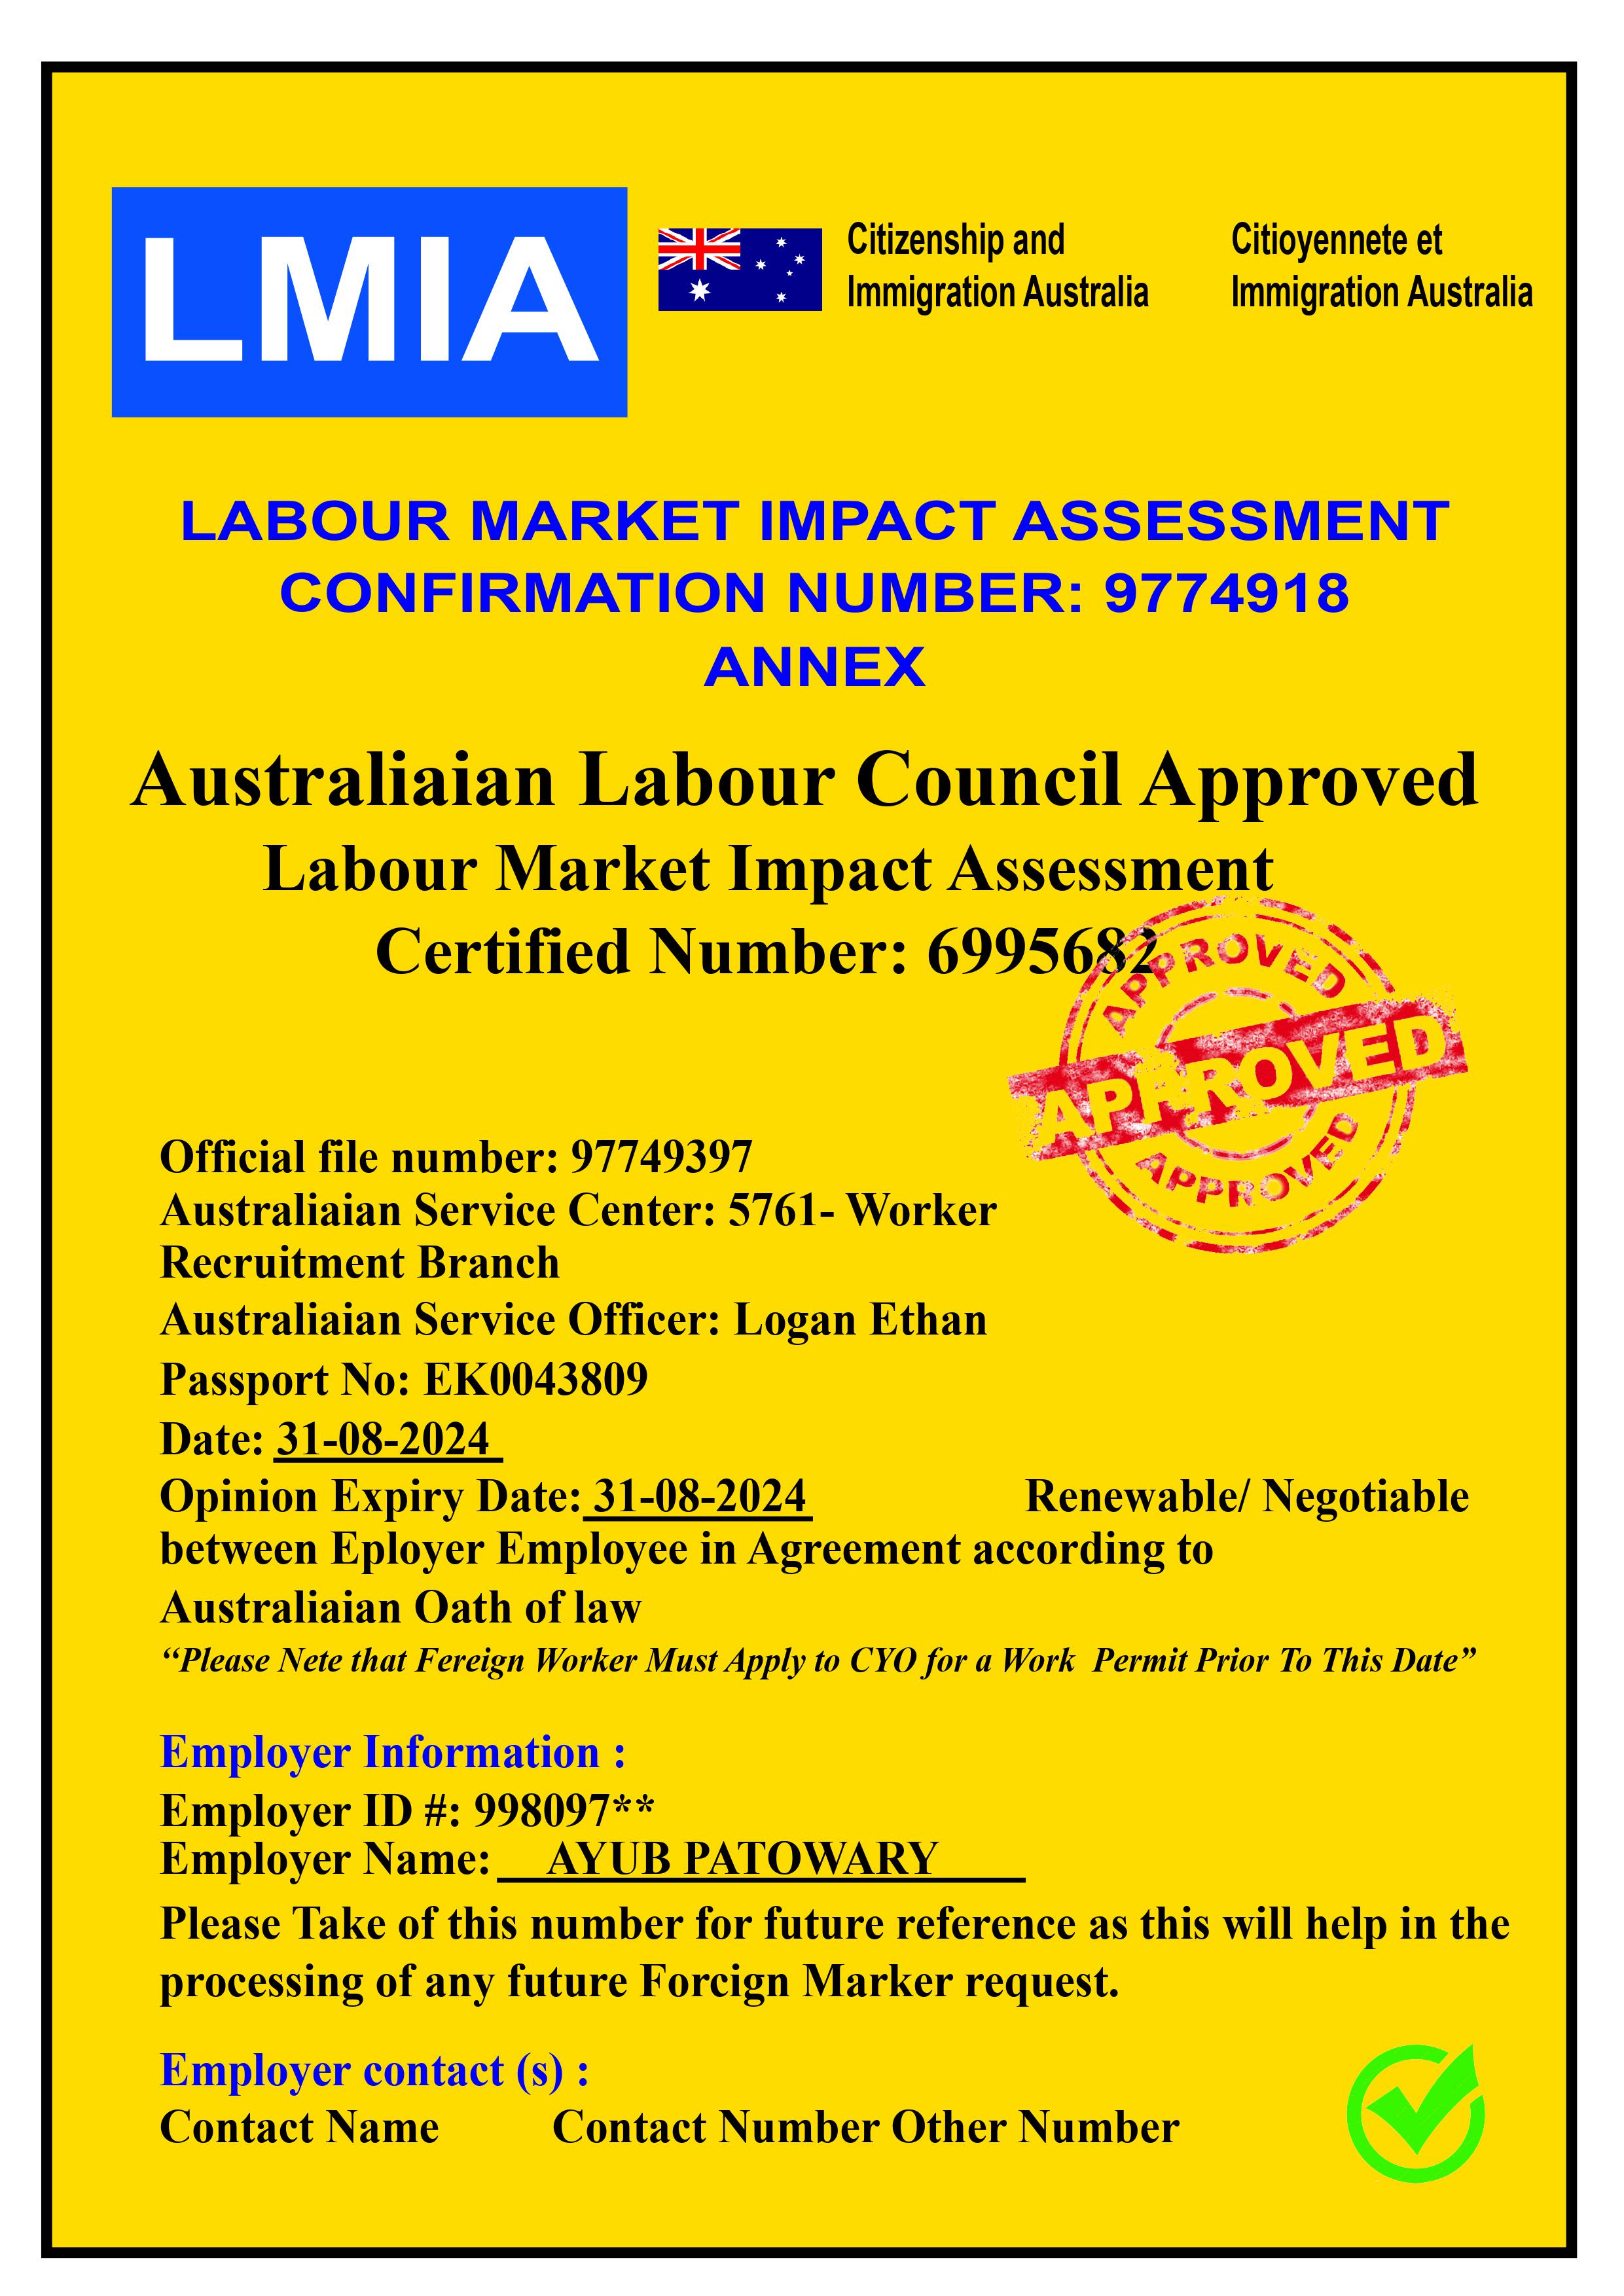 LMIA
Citizenship and
Immigration Australia
Citioyennete et
Immigration Australia
LABOUR MARKET IMPACT ASSESSMENT
CONFIRMATION NUMBER: 9774918
ANNEX
Australiaian Labour Council Approved
Labour Market Impact Assessment
Certified Number: 6995682
APPROVED
APPROVED
APPROVED
Official file number: 97749397
Australiaian Service Center: 5761- Worker
Recruitment Branch
Australiaian Service Officer: Logan Ethan
Passport No: EK0043809
Date: 31-08-2024
Opinion Expiry Date: 31-08-2024 Renewable/ Negotiable
between Eployer Employee in Agreement according to
Australiaian Oath of law
“Please Nete that Fereign Worker Must Apply to CYO for a Work Permit Prior To This Date”
Employer Information :
Employer ID #: 998097**
Employer Name: AYUB PATOWARY
Please Take of this number for future reference as this will help in the
processing of any future Forcign Marker request.
Employer contact (s) :
Contact Name Contact Number Other Number